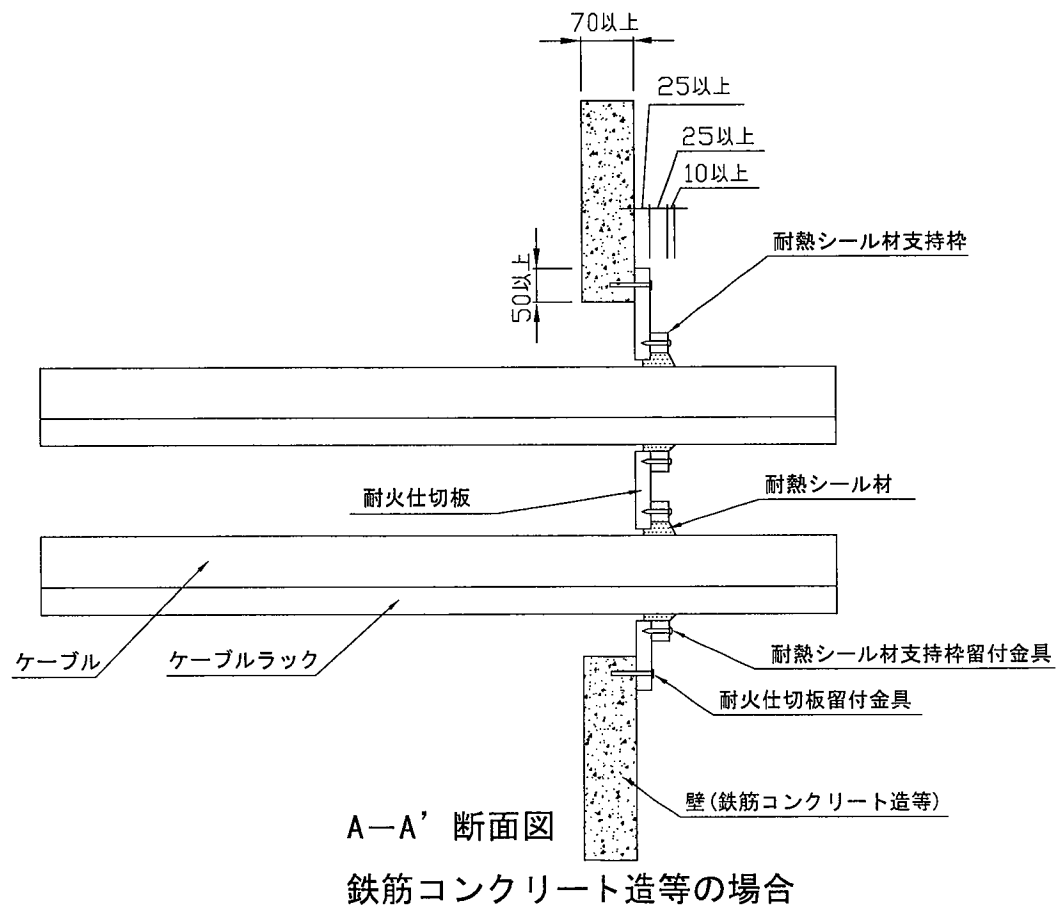 70以上
25以上
25以上
10以上
耐熱シール材支持枠
50以上
耐火仕切板
耐熱シール材
ケーブル
ケーブルラック
耐熱シール材支持枠留付金具
耐火仕切板留付金具
壁(鉄筋コンクリート造等)
A－A’断面図
鉄筋コンクリート造等の場合